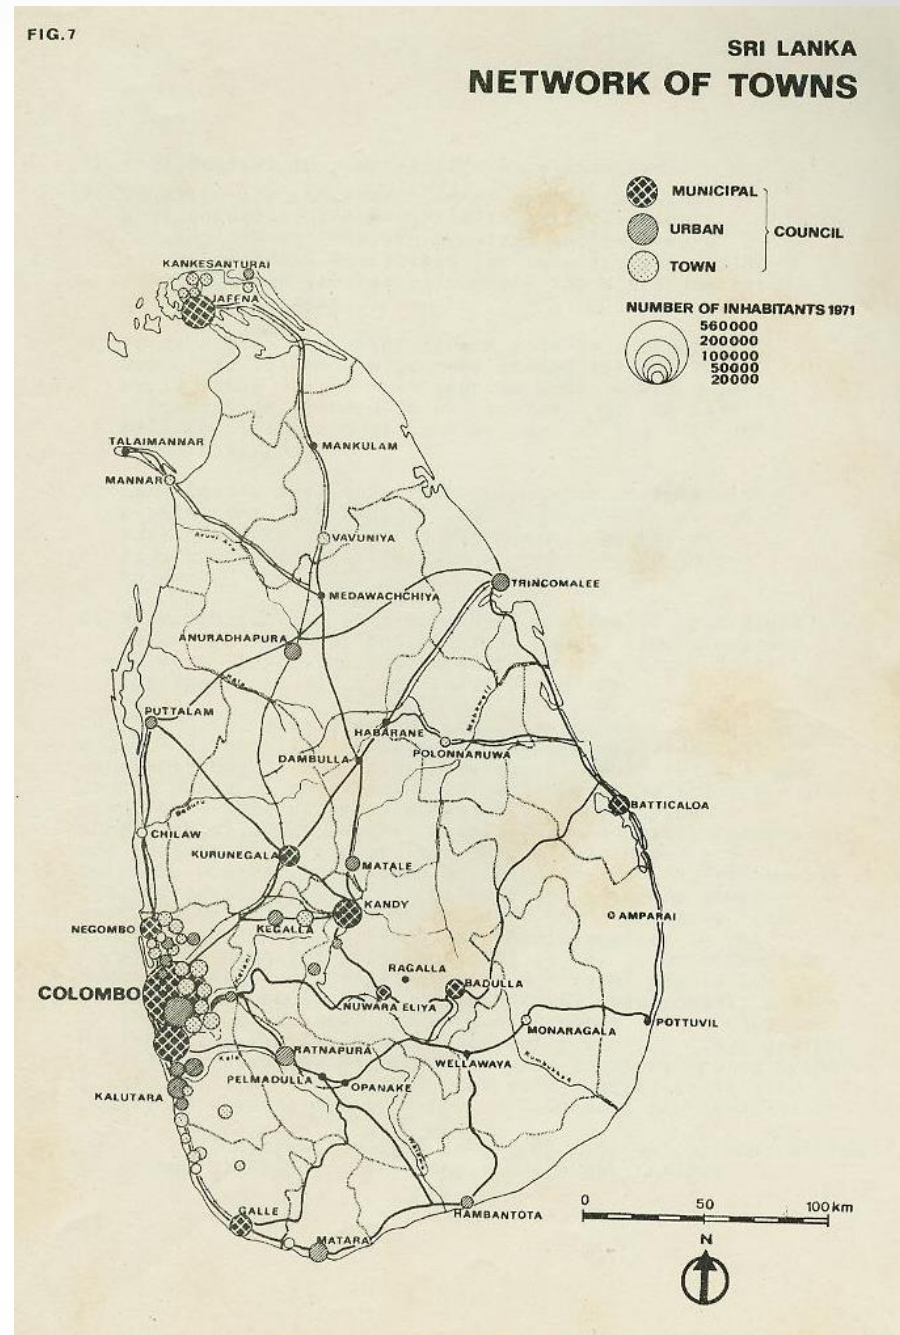 FIG.7
SRI LANKA
NETWORK OF TOWNS
MUNICIPAL
URBAN
TOWN
COUNCIL
NUMBER OF INHABITANTS 1971
560000
200000
100000
50000
20000
KANKESANTURAI
JAFFNA
TALAIMANNAR
MANKULAM
MANNAR
VAVUNIYA
TRINCOMALEE
MEDAWACHCHIYA
ANURADHAPURA
Kala
PUTTALAM
Mahaweli
HABARANE
DAMBULLA
POLONNARUWA
BATTICALOA
Deduru
CHILAW
KURUNEGALA
MATALE
KANDY
AMPARAI
NEGOMBO
KEGALLA
RAGALLA
COLOMBO
BADULLA
NUWARA ELIYA
MONARAGALA
POTTUVIL
RATNAPURA
WELLAWAYA
PELMADULLA
OPANAKE
KALUTARA
GALLE
HAMBANTOTA
MATARA
0
50
100km
N